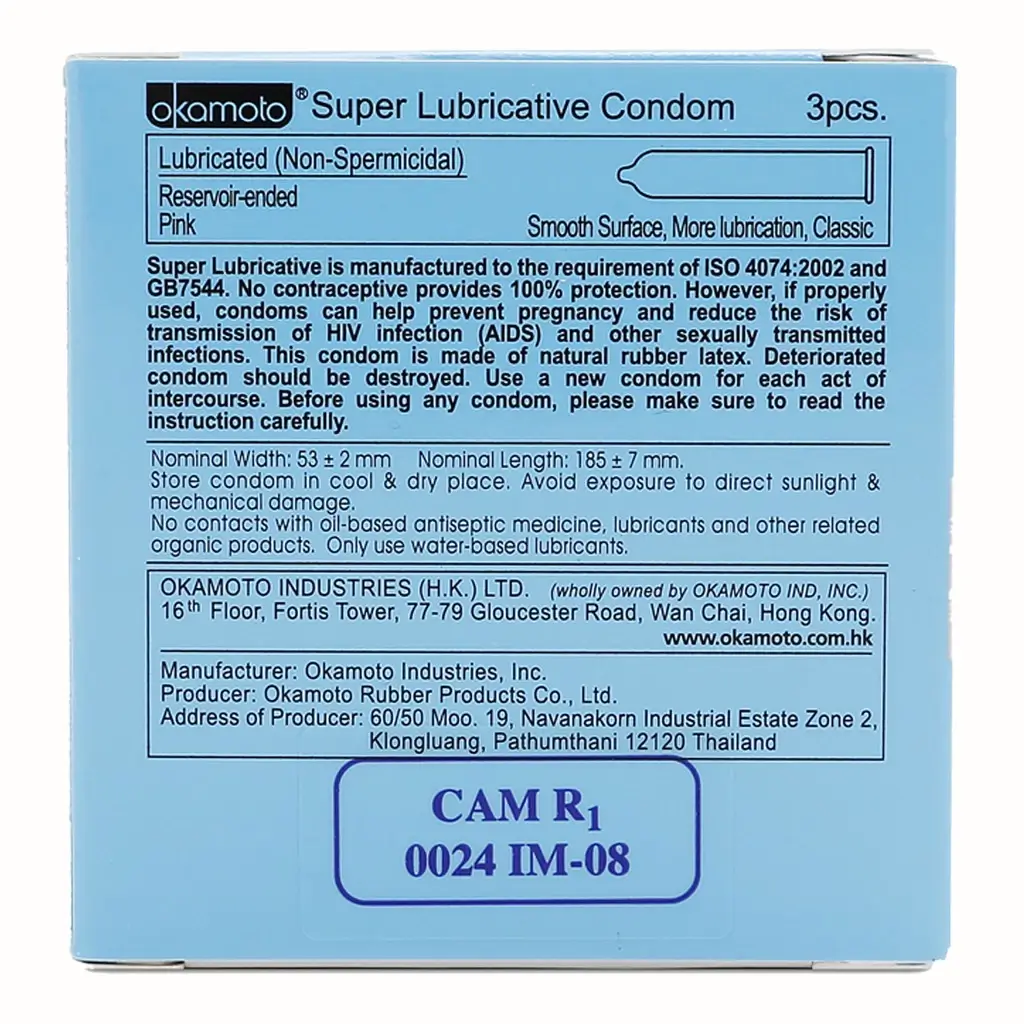 okamoto® Super Lubricative Condom 3pcs.
Lubricated (Non-Spermicidal)
Reservoir-ended
Pink
Smooth Surface, More lubrication, Classic
Super Lubricative is manufactured to the requirement of ISO 4074:2002 and
GB7544. No contraceptive provides 100% protection. However, if properly
used, condoms can help prevent pregnancy and reduce the risk of
transmission of HIV infection (AIDS) and other sexually transmitted
infections. This condom is made of natural rubber latex. Deteriorated
condom should be destroyed. Use a new condom for each act of
intercourse. Before using any condom, please make sure to read the
instruction carefully.
Nominal Width: 53 ± 2 mm Nominal Length: 185 ± 7 mm.
Store condom in cool & dry place. Avoid exposure to direct sunlight &
mechanical damage.
No contacts with oil-based antiseptic medicine, lubricants and other related
organic products. Only use water-based lubricants.
OKAMOTO INDUSTRIES (H.K.) LTD. (wholly owned by OKAMOTO IND, INC.)
16th Floor, Fortis Tower, 77-79 Gloucester Road, Wan Chai, Hong Kong.
www.okamoto.com.hk
Manufacturer: Okamoto Industries, Inc.
Producer: Okamoto Rubber Products Co., Ltd.
Address of Producer: 60/50 Moo. 19, Navanakorn Industrial Estate Zone 2,
Klongluang, Pathumthani 12120 Thailand
CAM R1
0024 IM-08